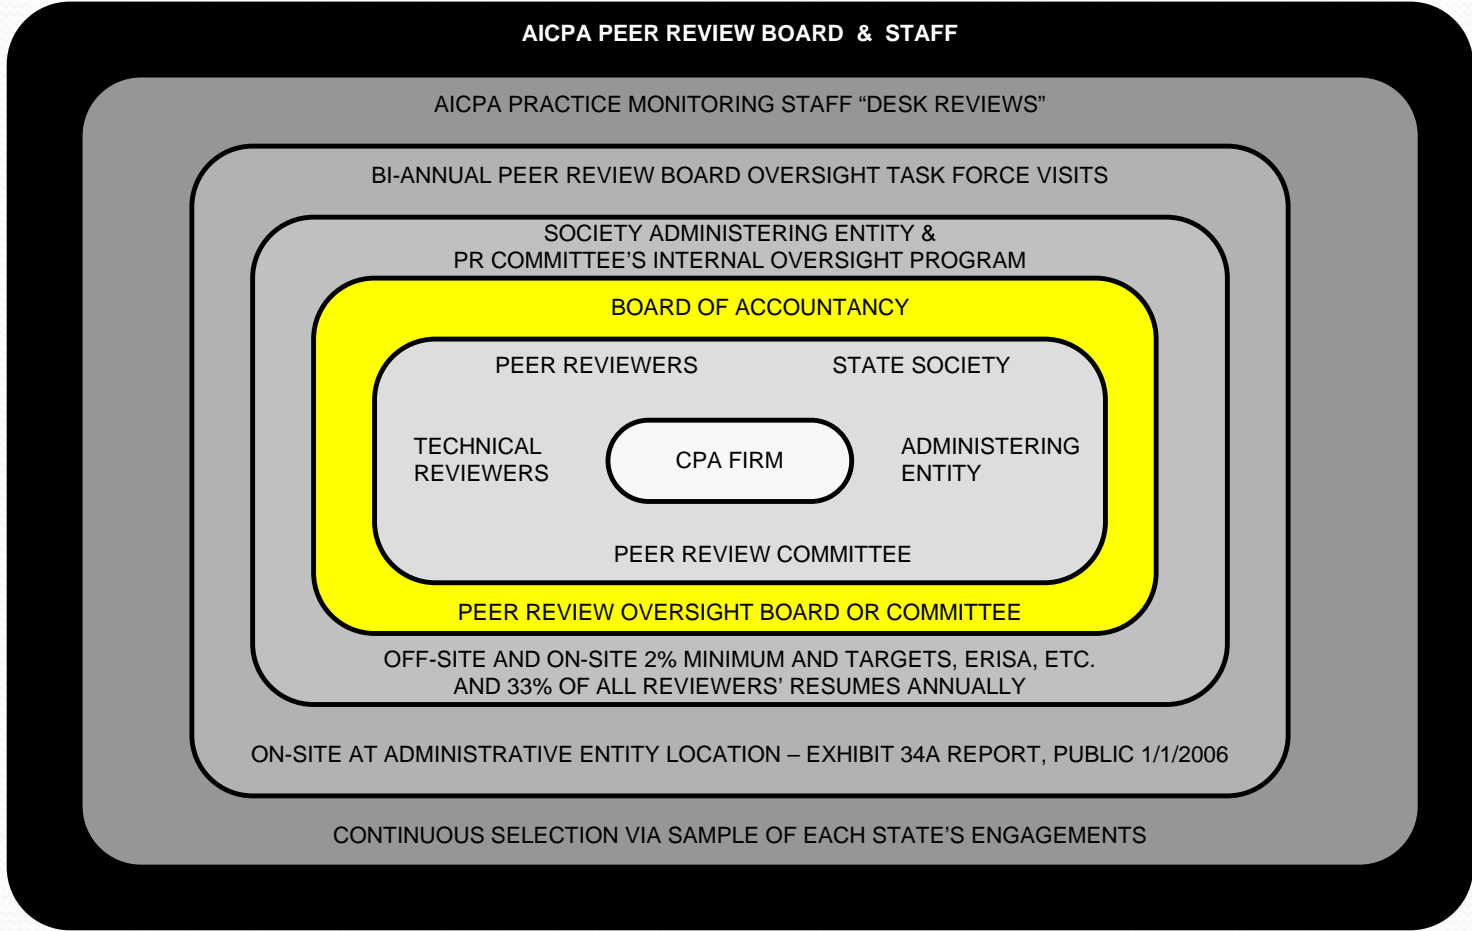 AICPA PEER REVIEW BOARD & STAFF
AICPA PRACTICE MONITORING STAFF “DESK REVIEWS”
BI-ANNUAL PEER REVIEW BOARD OVERSIGHT TASK FORCE VISITS
SOCIETY ADMINISTERING ENTITY &
PR COMMITTEE’S INTERNAL OVERSIGHT PROGRAM
BOARD OF ACCOUNTANCY
PEER REVIEWERS
STATE SOCIETY
TECHNICAL
REVIEWERS
CPA FIRM
ADMINISTERING
ENTITY
PEER REVIEW COMMITTEE
PEER REVIEW OVERSIGHT BOARD OR COMMITTEE
OFF-SITE AND ON-SITE 2% MINIMUM AND TARGETS, ERISA, ETC.
AND 33% OF ALL REVIEWERS’ RESUMES ANNUALLY
ON-SITE AT ADMINISTRATIVE ENTITY LOCATION – EXHIBIT 34A REPORT, PUBLIC 1/1/2006
CONTINUOUS SELECTION VIA SAMPLE OF EACH STATE’S ENGAGEMENTS